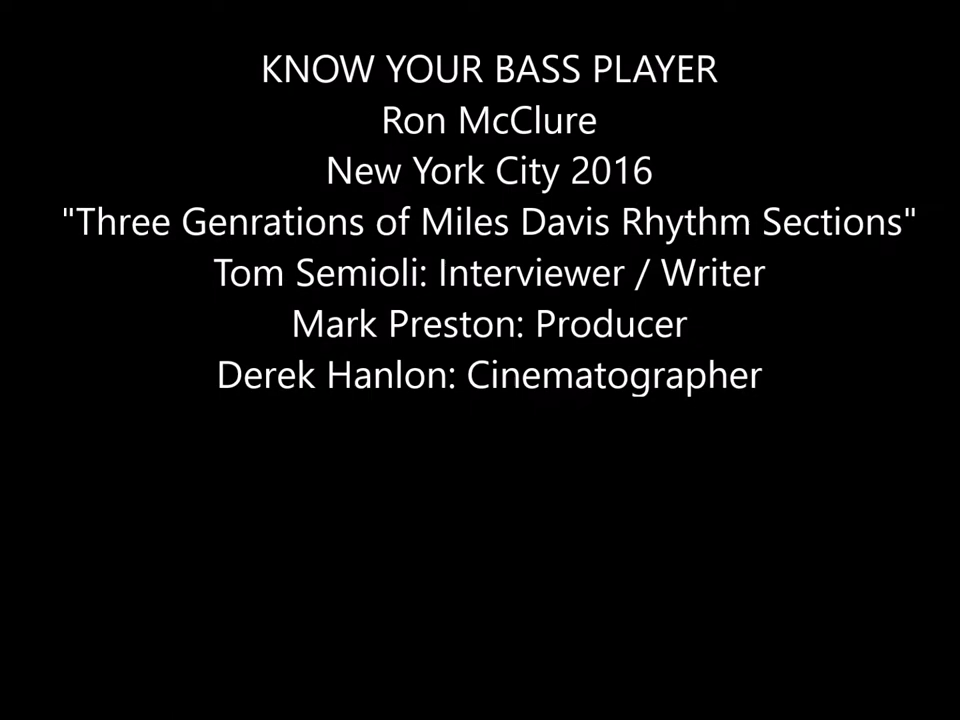 KNOW YOUR BASS PLAYER
Ron McClure
New York City 2016
"Three Genrations of Miles Davis Rhythm Sections"
Tom Semioli: Interviewer / Writer
Mark Preston: Producer
Derek Hanlon: Cinematographer